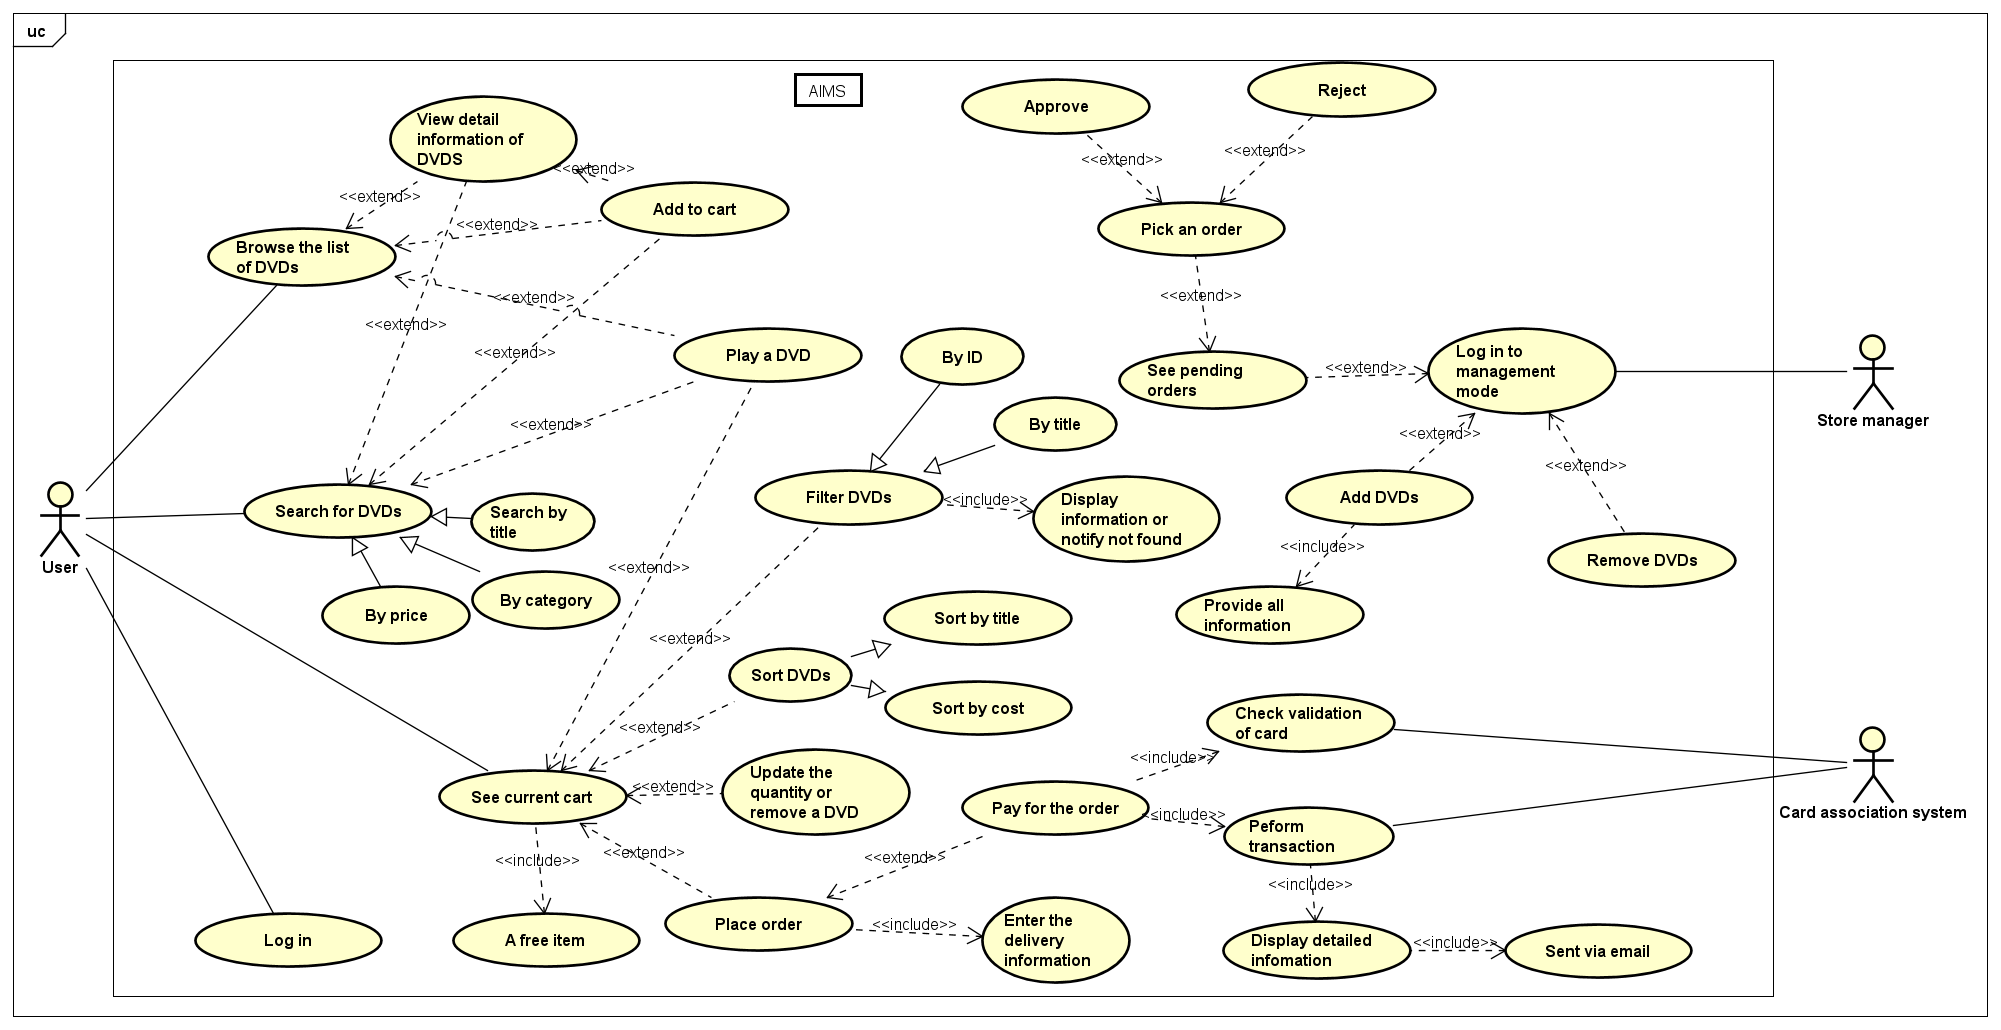 uc
AIMS
View detail
information of
DVDS
Approve
Reject
<<extend>>
<<extend>>
<<extend>>
<<extend>>
Add to cart
<<extend>>
Pick an order
Browse the list
of DVDs
<<extend>>
<<extend>>
<<extend>>
<<extend>>
Play a DVD
By ID
See pending
orders
<<extend>>
Log in to
management
mode
Store manager
<<extend>>
By title
<<extend>>
<<extend>>
Search for DVDs
Search by
title
Filter DVDs
<<include>>
Display
information or
notify not found
Add DVDs
<<include>>
Remove DVDs
User
<<extend>>
By price
By category
Provide all
information
<<extend>>
Sort by title
Sort DVDs
Sort by cost
<<extend>>
Check validation
of card
<<include>>
See current cart
<<extend>>
Update the
quantity or
remove a DVD
Pay for the order
<<include>>
Peform
transaction
Card association system
<<include>>
<<extend>>
<<extend>>
<<include>>
Log in
A free item
Place order
<<include>>
Enter the
delivery
information
Display detailed
infomation
<<include>>
Sent via email